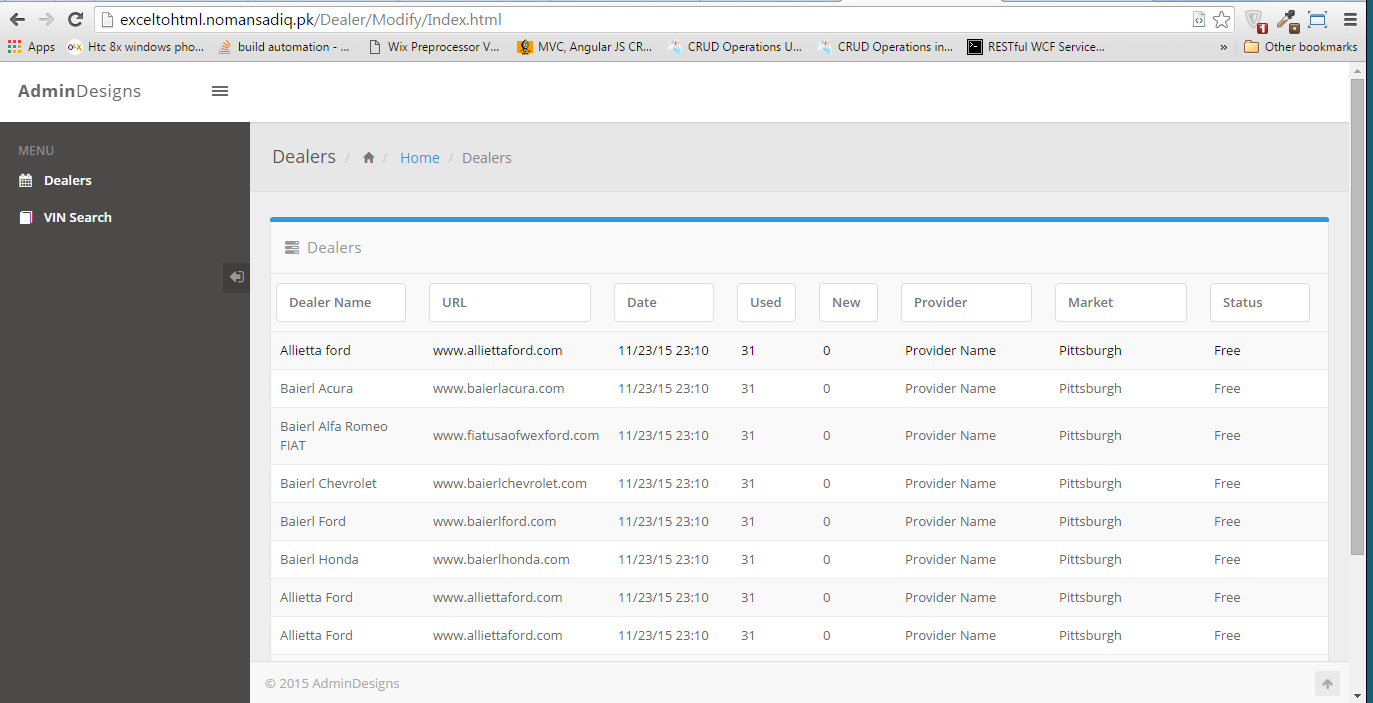 exceltohtml.nomansadiq.pk/Dealer/Modify/Index.html
Apps Htc 8x windows pho... build automation - ... Wix Preprocessor V... MVC, Angular JS CR... CRUD Operations U... CRUD Operations in... RESTful WCF Service... » Other bookmarks
1
AdminDesigns
MENU
Dealers
VIN Search
Dealers / / Home / Dealers
Dealers
Dealer Name URL Date Used New Provider Market Status
Allietta ford www.alliettaford.com 11/23/15 23:10 31 0 Provider Name Pittsburgh Free
Baierl Acura www.baierlacura.com 11/23/15 23:10 31 0 Provider Name Pittsburgh Free
Baierl Alfa Romeo FIAT www.fiatusaofwexford.com 11/23/15 23:10 31 0 Provider Name Pittsburgh Free
Baierl Chevrolet www.baierlchevrolet.com 11/23/15 23:10 31 0 Provider Name Pittsburgh Free
Baierl Ford www.baierlford.com 11/23/15 23:10 31 0 Provider Name Pittsburgh Free
Baierl Honda www.baierlhonda.com 11/23/15 23:10 31 0 Provider Name Pittsburgh Free
Allietta Ford www.alliettaford.com 11/23/15 23:10 31 0 Provider Name Pittsburgh Free
Allietta Ford www.alliettaford.com 11/23/15 23:10 31 0 Provider Name Pittsburgh Free
© 2015 AdminDesigns